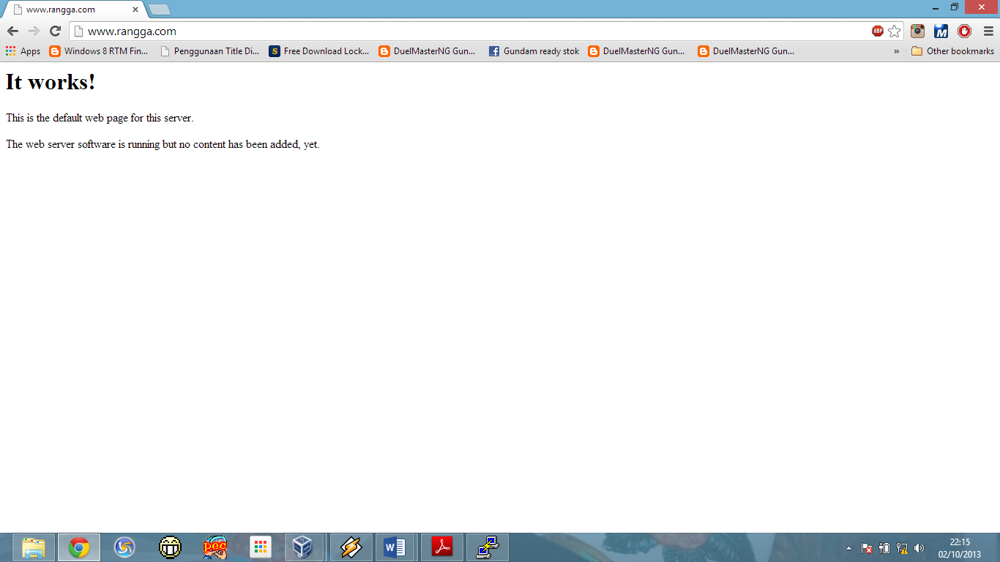 www.rangga.com
www.rangga.com
ABP
M
Apps
Windows 8 RTM Fin...
Penggunaan Title Di...
S
Free Download Lock...
DuelMasterNG Gun...
Gundam ready stok
DuelMasterNG Gun...
DuelMasterNG Gun...
»
Other bookmarks
It works!
This is the default web page for this server.
The web server software is running but no content has been added, yet.
pec
W
22:15
02/10/2013